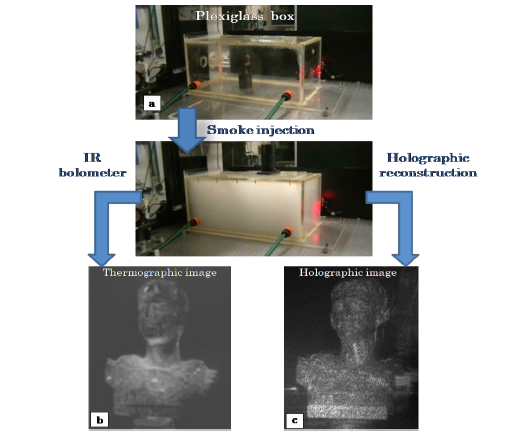 Plexiglass box
a
Smoke injection
IR
bolometer
Holographic
reconstruction
Thermographic image
Holographic image
b
c